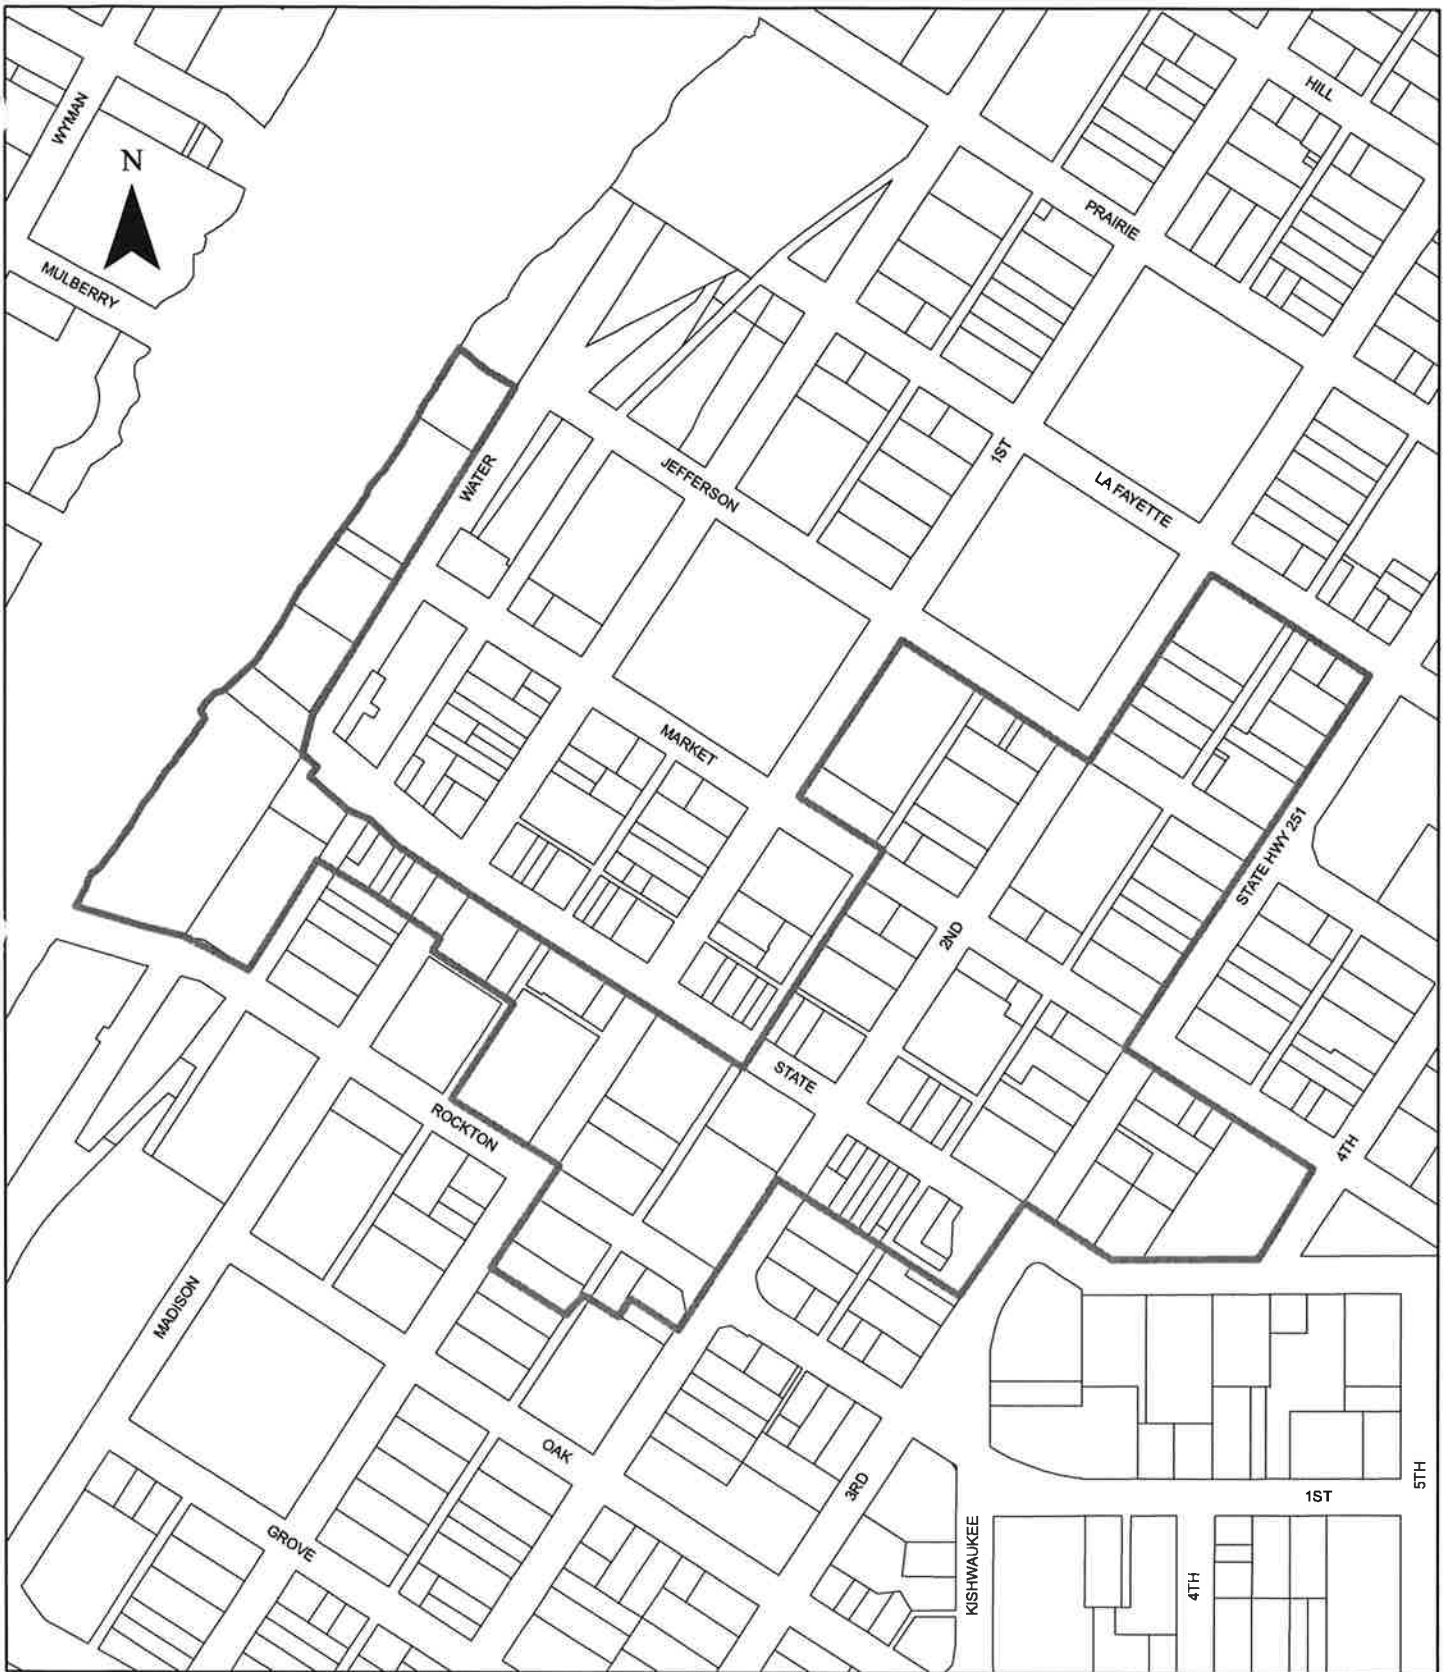 HILL
WYMAN
N
PRAIRIE
MULBERRY
1ST
JEFFERSON
WATER
LA FAYETTE
MARKET
STATE HWY 251
2ND
STATE
ROCKTON
4TH
MADISON
OAK
3RD
5TH
1ST
GROVE
KISHWAUKEE
4TH